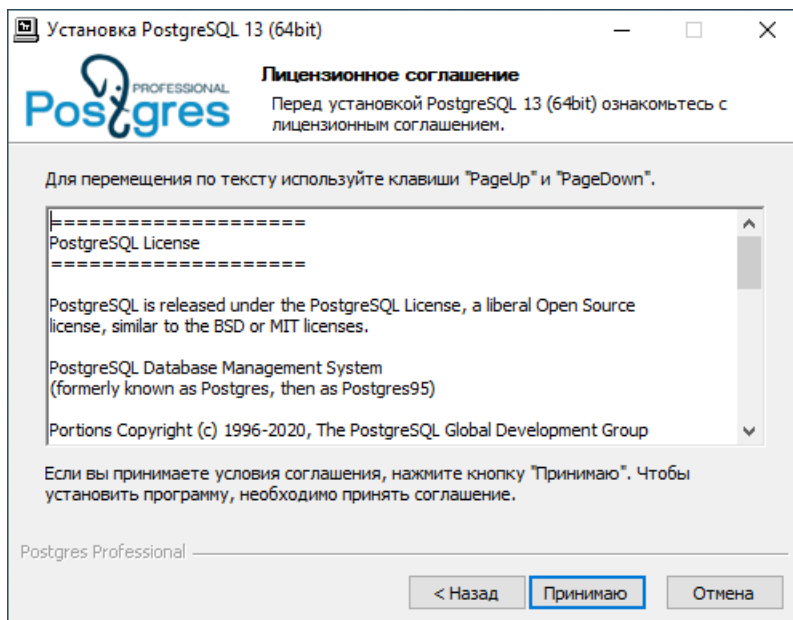 Установка PostgreSQL 13 (64bit)
PROFESSIONAL
Postgres
Лицензионное соглашение
Перед установкой PostgreSQL 13 (64bit) ознакомьтесь с
лицензионным соглашением.
Для перемещения по тексту используйте клавиши "PageUp" и "PageDown".
====================
PostgreSQL License
====================
PostgreSQL is released under the PostgreSQL License, a liberal Open Source
license, similar to the BSD or MIT licenses.
PostgreSQL Database Management System
(formerly known as Postgres, then as Postgres95)
Portions Copyright (c) 1996-2020, The PostgreSQL Global Development Group
Если вы принимаете условия соглашения, нажмите кнопку "Принимаю". Чтобы
установить программу, необходимо принять соглашение.
Postgres Professional
< Назад Принимаю Отмена